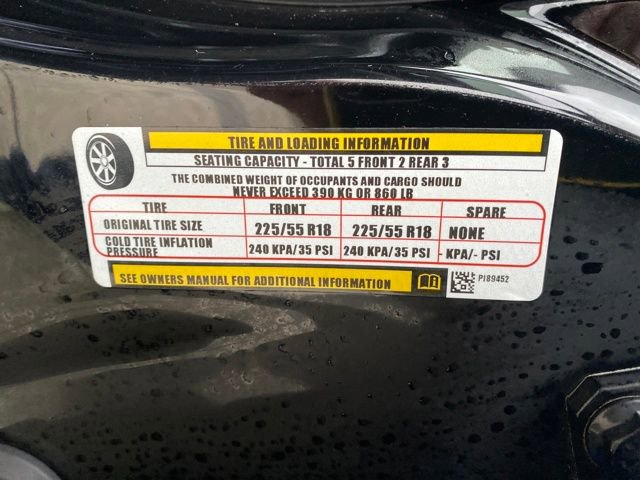 TIRE AND LOADING INFORMATION
SEATING CAPACITY - TOTAL 5 FRONT 2 REAR 3
THE COMBINED WEIGHT OF OCCUPANTS AND CARGO SHOULD
NEVER EXCEED 390 KG OR 860 LB
TIRE FRONT REAR SPARE
ORIGINAL TIRE SIZE 225/55 R18 225/55 R18 NONE
COLD TIRE INFLATION
PRESSURE 240 KPA/35 PSI 240 KPA/35 PSI - KPA/- PSI
SEE OWNERS MANUAL FOR ADDITIONAL INFORMATION
PI89452